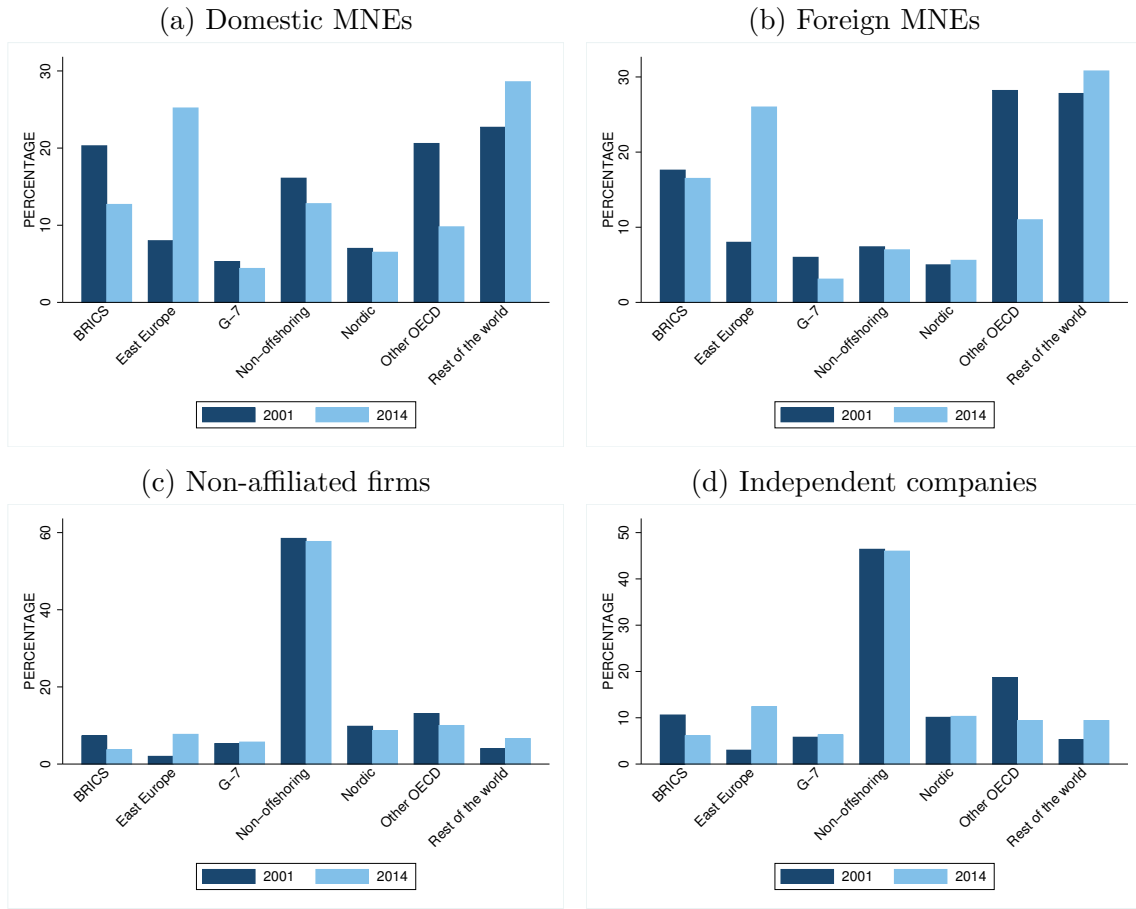 (a) Domestic MNEs
PERCENTAGE
30
20
10
0
BRICS
East Europe
G−7
Non−offshoring
Nordic
Other OECD
Rest of the world
2001
2014
(b) Foreign MNEs
PERCENTAGE
30
20
10
0
BRICS
East Europe
G−7
Non−offshoring
Nordic
Other OECD
Rest of the world
2001
2014
(c) Non-affiliated firms
PERCENTAGE
60
40
20
0
BRICS
East Europe
G−7
Non−offshoring
Nordic
Other OECD
Rest of the world
2001
2014
(d) Independent companies
PERCENTAGE
50
40
30
20
10
0
BRICS
East Europe
G−7
Non−offshoring
Nordic
Other OECD
Rest of the world
2001
2014